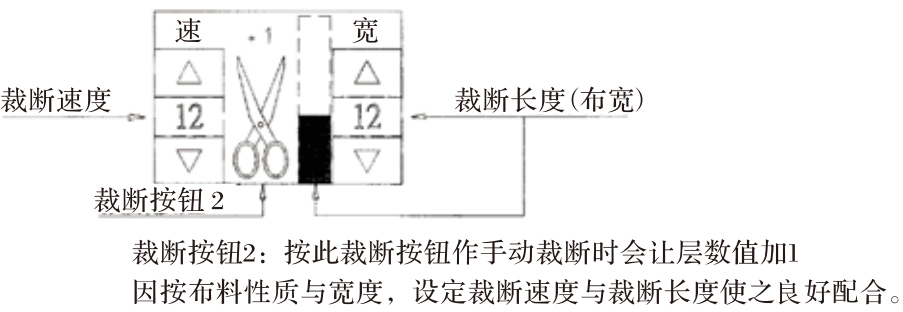 速 +1 宽
裁断速度 12 12 裁断长度(布宽)
裁断按钮2
裁断按钮2：按此裁断按钮作手动裁断时会让层数值加1
因按布料性质与宽度，设定裁断速度与裁断长度使之良好配合。